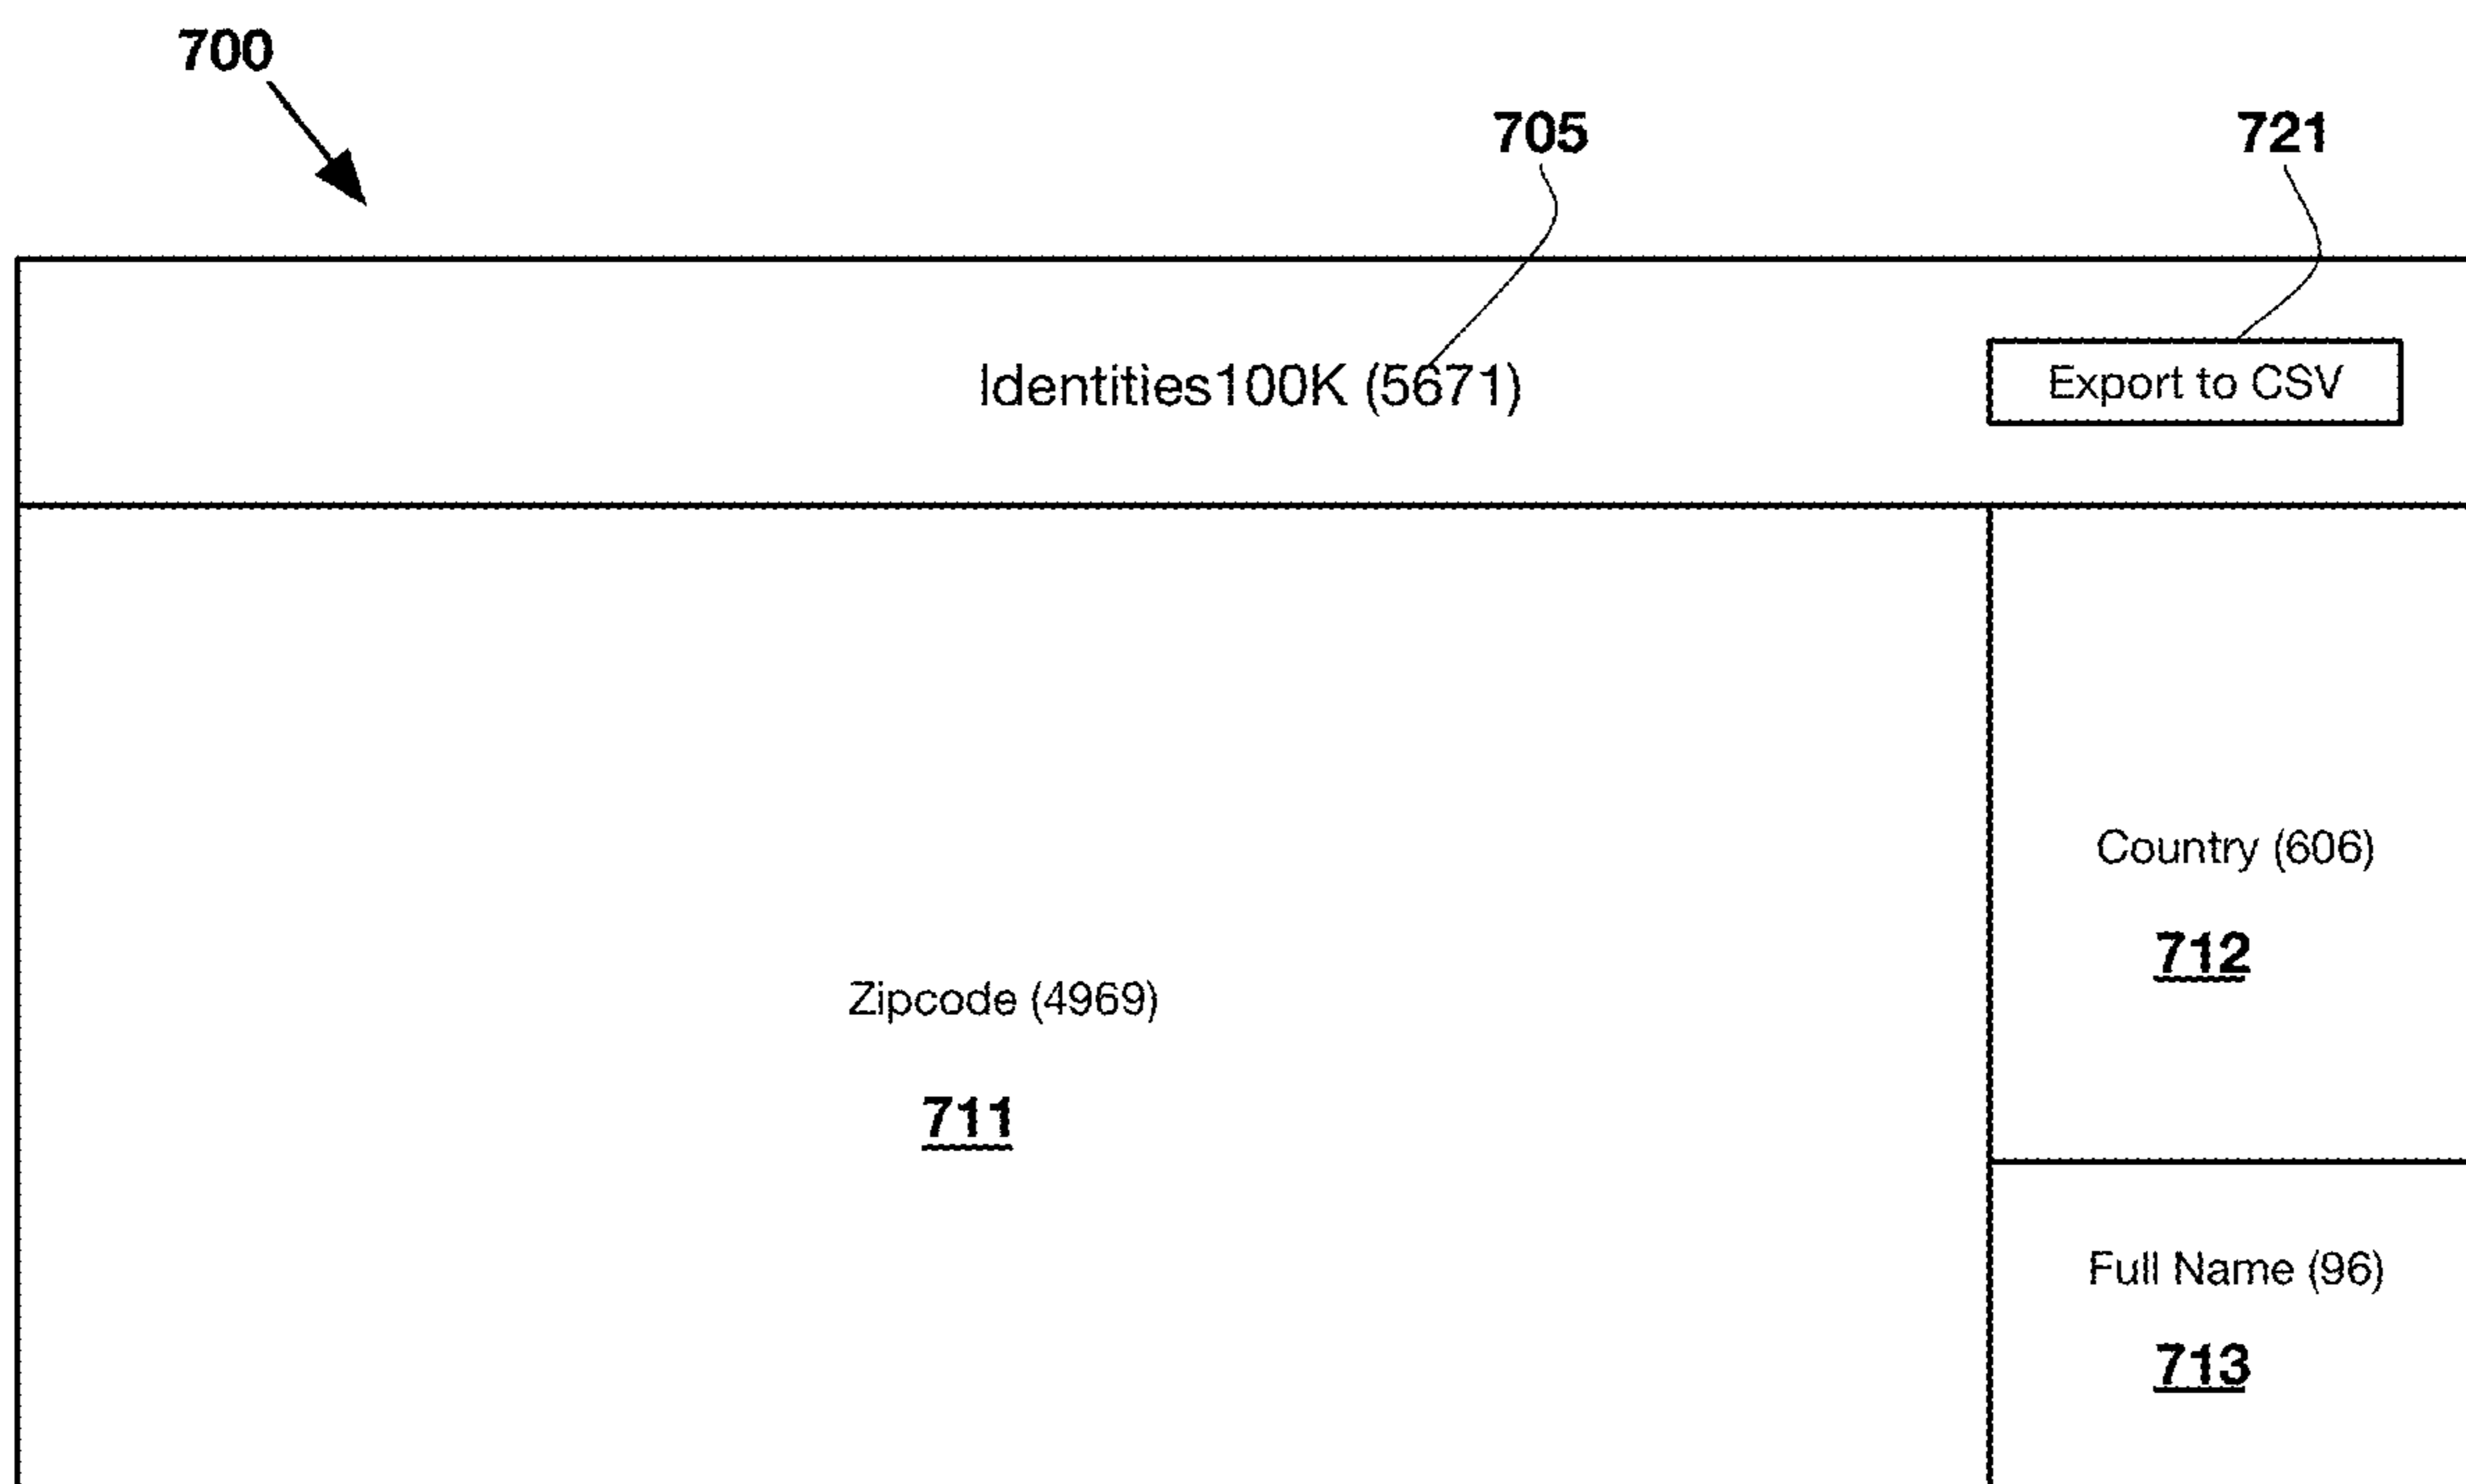 700
705
721
Identities100K (5671)
Export to CSV
Country (606)
712
Zipcode (4969)
711
Full Name (96)
713